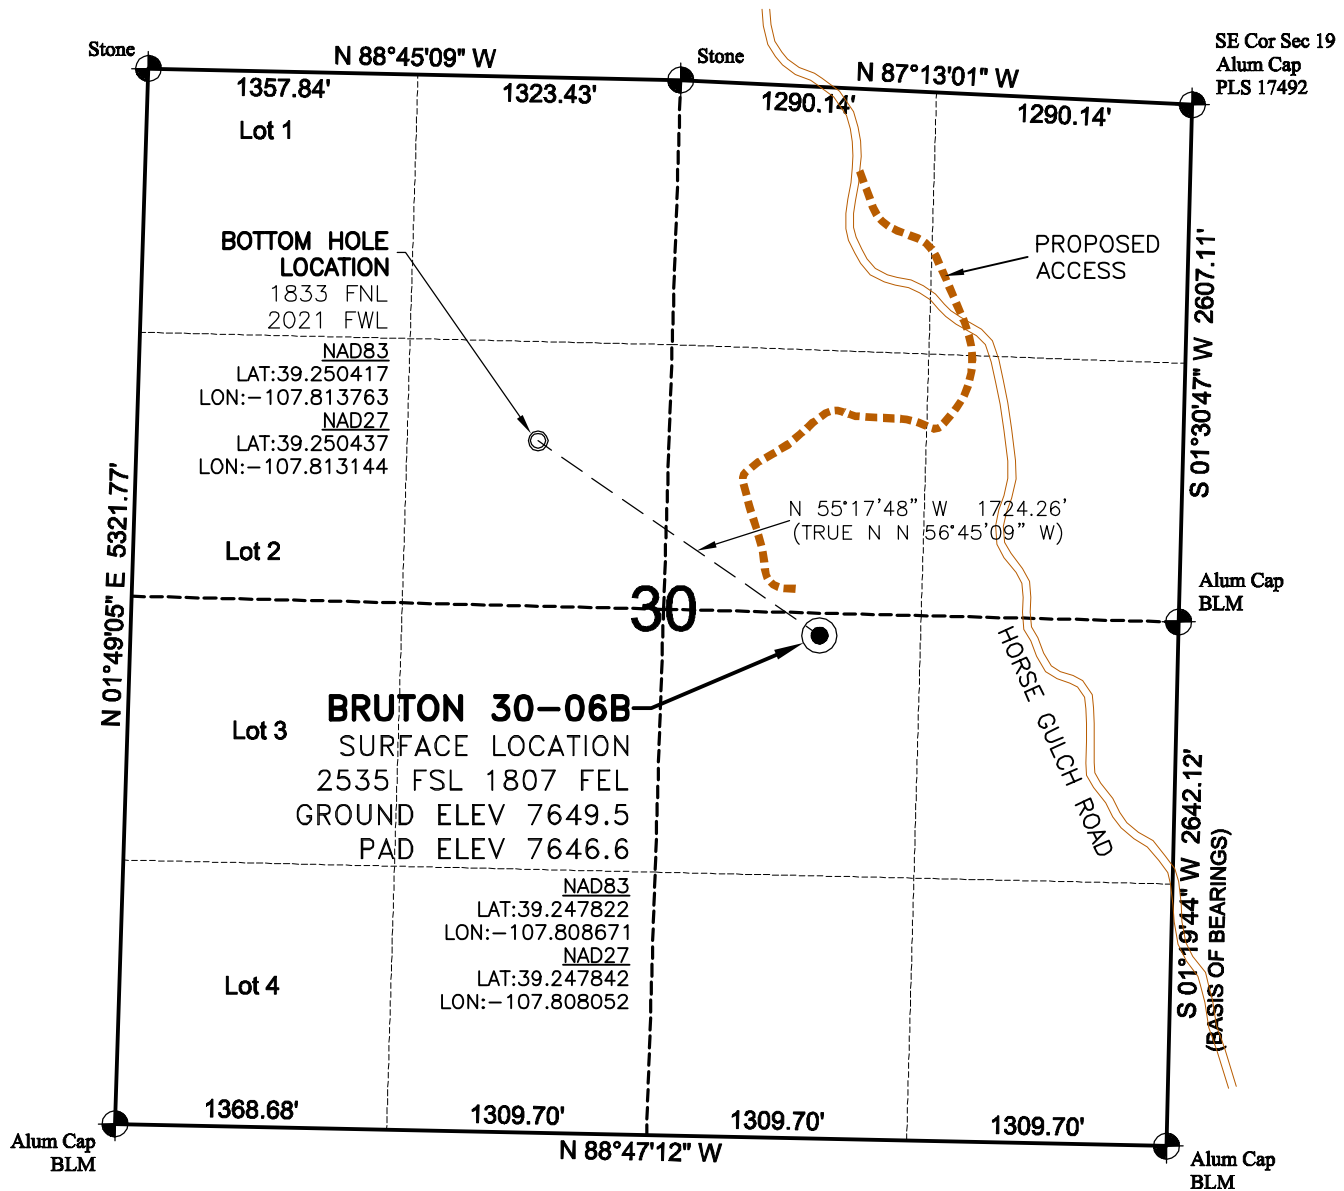 Stone
N 88°45'09" W
Stone
N 87°13'01" W
SE Cor Sec 19
Alum Cap
PLS 17492
1357.84'
1323.43'
1290.14'
1290.14'
Lot 1
BOTTOM HOLE
LOCATION
1833 FNL
2021 FWL
NAD83
LAT:39.250417
LON:-107.813763
NAD27
LAT:39.250437
LON:-107.813144
PROPOSED
ACCESS
S 01°30'47" W 2607.11'
N 01°49'05" E 5321.77'
N 55°17'48" W 1724.26'
(TRUE N N 56°45'09" W)
Lot 2
30
Alum Cap
BLM
HORSE GULCH ROAD
Lot 3
BRUTON 30-06B
SURFACE LOCATION
2535 FSL 1807 FEL
GROUND ELEV 7649.5
PAD ELEV 7646.6
NAD83
LAT:39.247822
LON:-107.808671
NAD27
LAT:39.247842
LON:-107.808052
S 01°19'44" W 2642.12'
(BASIS OF BEARINGS)
Lot 4
1368.68'
1309.70'
1309.70'
1309.70'
N 88°47'12" W
Alum Cap
BLM
Alum Cap
BLM